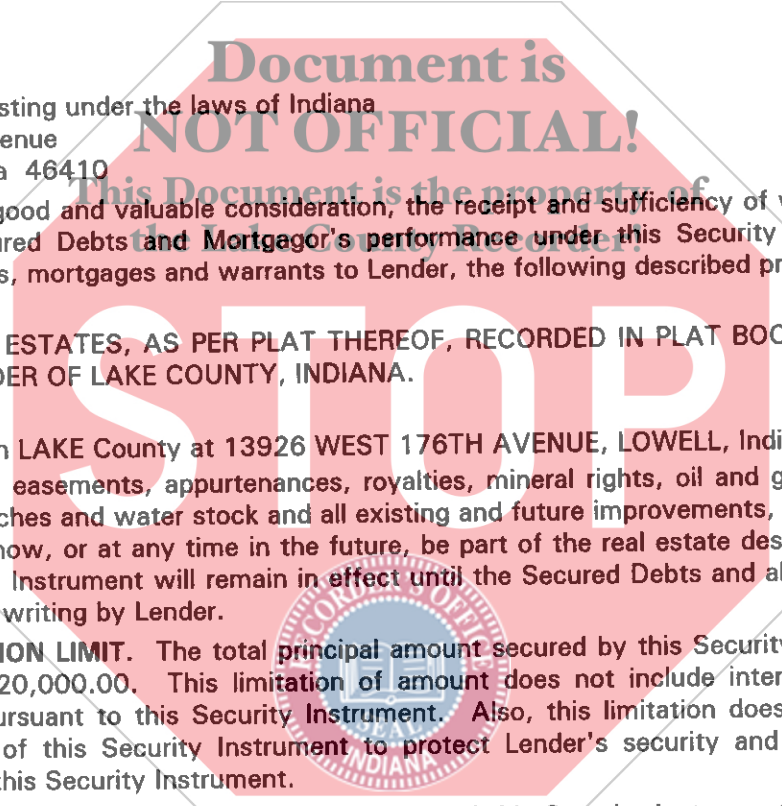 Document is
sting under the laws of Indiana
NOT OFFICIAL!
enue
a 46410
This Document is the property of
good and valuable consideration, the receipt and sufficiency of
ured Debts and Mortgagor's performance under this Security
the Lake County Recorder!
s, mortgages and warrants to Lender, the following described pr
STOP
ESTATES, AS PER PLAT THEREOF, RECORDED IN PLAT BOO
DER OF LAKE COUNTY, INDIANA.
n LAKE County at 13926 WEST 176TH AVENUE, LOWELL, Indi
easements, appurtenances, royalties, mineral rights, oil and g
ches and water stock and all existing and future improvements,
now, or at any time in the future, be part of the real estate des
Instrument will remain in effect until the Secured Debts and al
writing by Lender.
RECORDER'S OFFICE
ION LIMIT. The total principal amount secured by this Security
20,000.00. This limitation of amount does not include inter
ursuant to this Security Instrument. Also, this limitation does
SEAL
of this Security Instrument to protect Lender's security and
INDIANA
this Security Instrument.